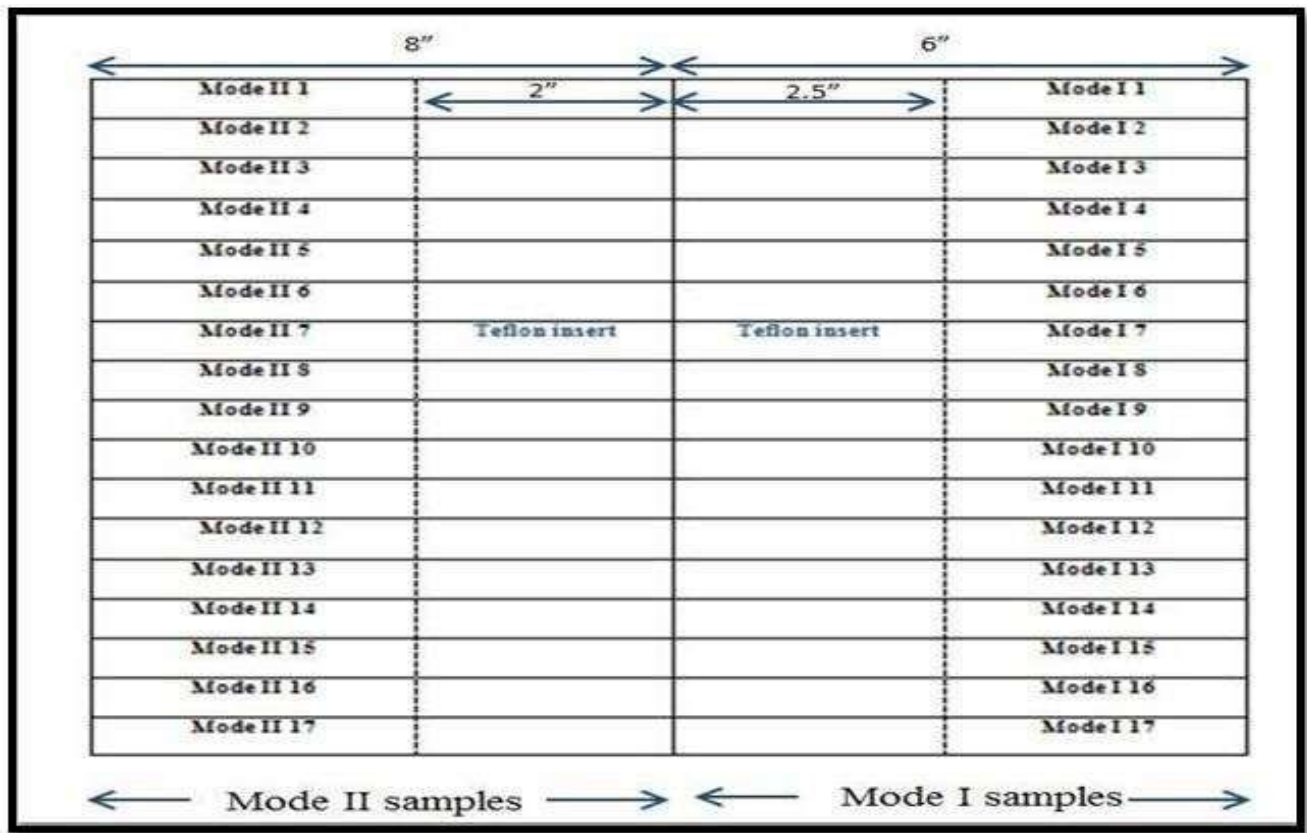 8” 6”
Mode II 1 2” 2.5” Mode I 1
Mode II 2 Mode I 2
Mode II 3 Mode I 3
Mode II 4 Mode I 4
Mode II 5 Mode I 5
Mode II 6 Mode I 6
Mode II 7 Teflon insert Teflon insert Mode I 7
Mode II 8 Mode I 8
Mode II 9 Mode I 9
Mode II 10 Mode I 10
Mode II 11 Mode I 11
Mode II 12 Mode I 12
Mode II 13 Mode I 13
Mode II 14 Mode I 14
Mode II 15 Mode I 15
Mode II 16 Mode I 16
Mode II 17 Mode I 17
Mode II samples Mode I samples